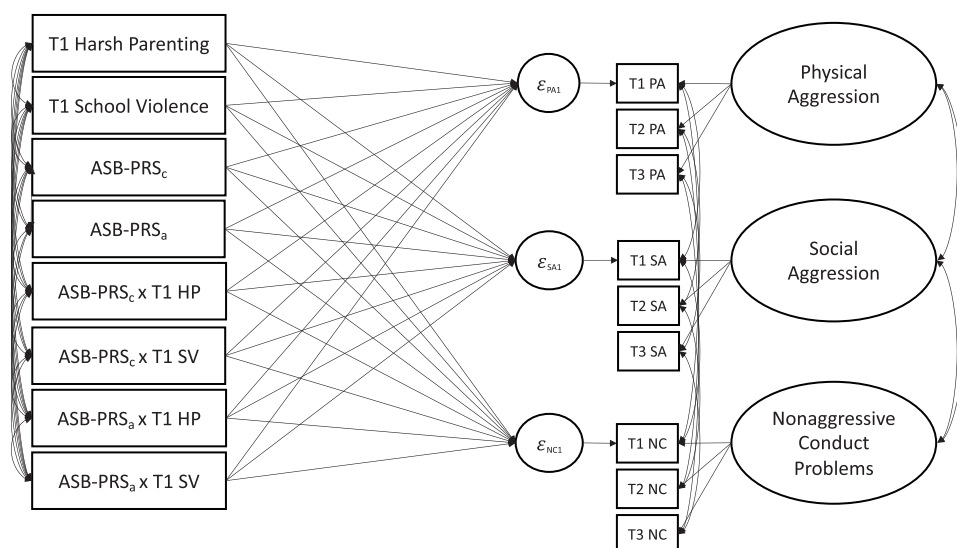 T1 Harsh Parenting
T1 School Violence
ASB-PRSc
ASB-PRSa
ASB-PRSc x T1 HP
ASB-PRSc x T1 SV
ASB-PRSa x T1 HP
ASB-PRSa x T1 SV
εPA1
εSA1
εNC1
T1 PA
T2 PA
T3 PA
T1 SA
T2 SA
T3 SA
T1 NC
T2 NC
T3 NC
Physical
Aggression
Social
Aggression
Nonaggressive
Conduct
Problems